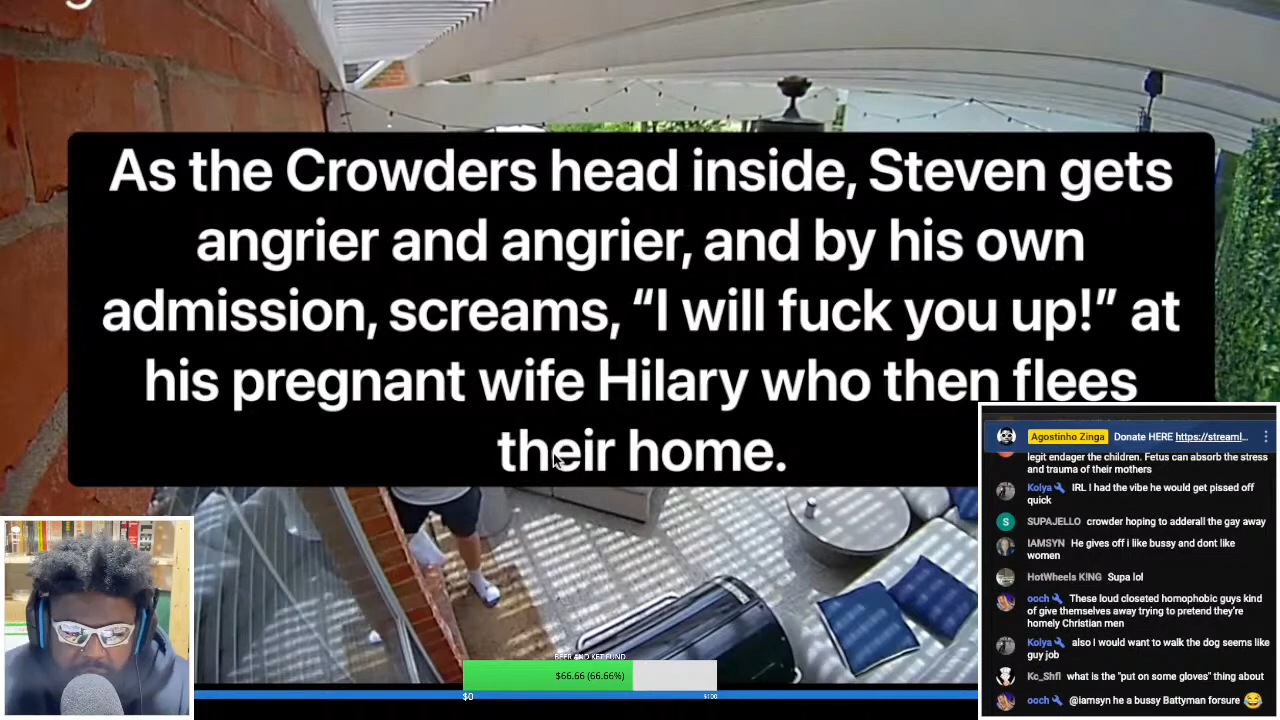 As the Crowders head inside, Steven gets
angrier and angrier, and by his own
admission, screams, “I will fuck you up!” at
his pregnant wife Hilary who then flees
their home.
Agostinho Zinga Donate HERE https://streaml...
legit endager the children. Fetus can absorb the stress
and trauma of their mothers
Kolya IRL I had the vibe he would get pissed off
quick
S SUPAJELLO crowder hoping to adderall the gay away
IAMSYN He gives off i like bussy and dont like
women
HotWheels K!NG Supa lol
ooch These loud closeted homophobic guys kind
of give themselves away trying to pretend they're
homely Christian men
Kolya also I would want to walk the dog seems like
guy job
Kc_Shfl what is the "put on some gloves" thing about
ooch @iamsyn he a bussy Battyman forsure 😂
BEER AND KET FUND
$66.66 (66.66%)
$0 $100